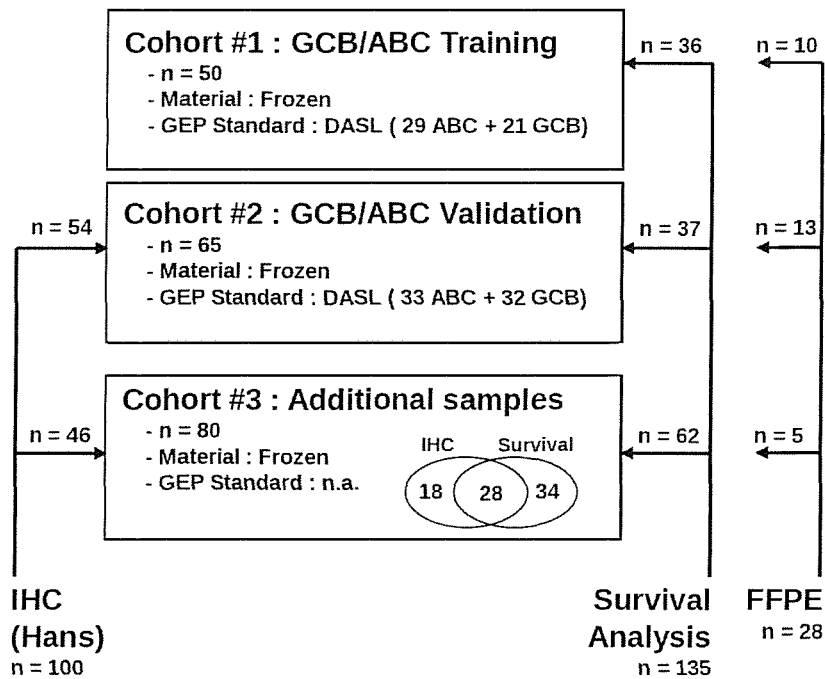 Cohort #1 : GCB/ABC Training
- n = 50
- Material : Frozen
- GEP Standard : DASL ( 29 ABC + 21 GCB)
n = 36
n = 10
Cohort #2 : GCB/ABC Validation
- n = 65
- Material : Frozen
- GEP Standard : DASL ( 33 ABC + 32 GCB)
n = 54
n = 37
n = 13
Cohort #3 : Additional samples
- n = 80
- Material : Frozen
- GEP Standard : n.a.
IHC
Survival
18
28
34
n = 46
n = 62
n = 5
IHC
(Hans)
n = 100
Survival
Analysis
n = 135
FFPE
n = 28